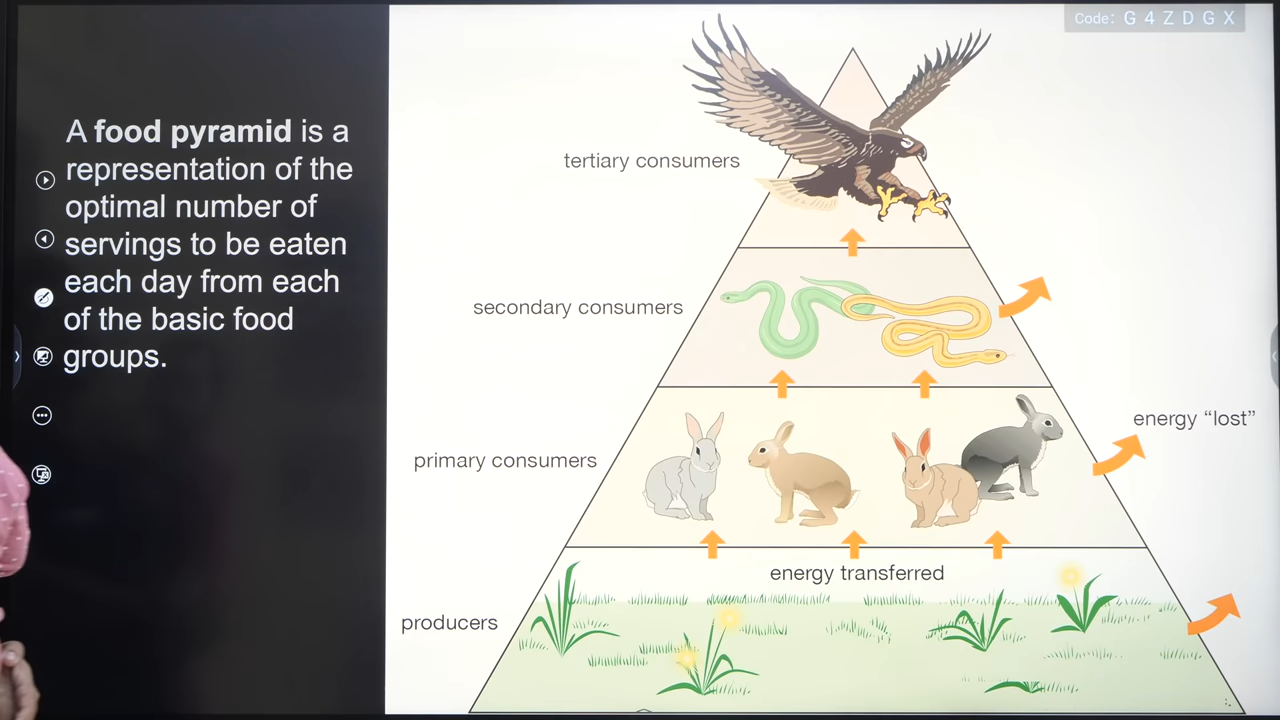 Code: G 4 Z D G X
A food pyramid is a
representation of the
optimal number of
servings to be eaten
each day from each
of the basic food
groups.
tertiary consumers
secondary consumers
energy “lost”
primary consumers
energy transferred
producers